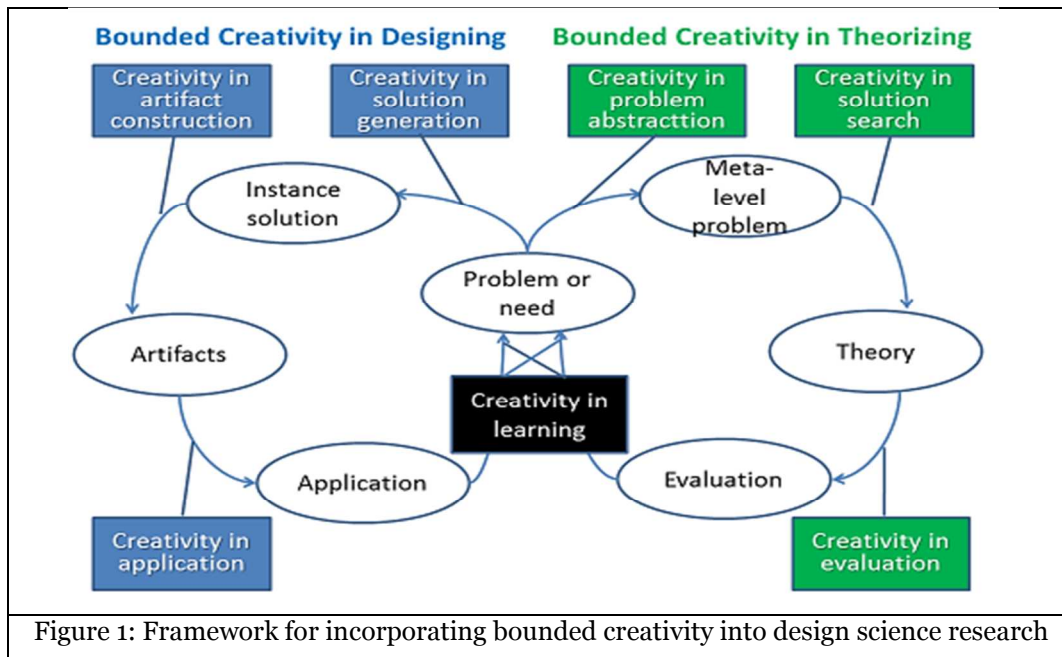 Bounded Creativity in Designing
Bounded Creativity in Theorizing
Creativity in
artifact
construction
Creativity in
solution
generation
Creativity in
problem
abstracttion
Creativity in
solution
search
Instance
solution
Meta-
level
problem
Problem or
need
Artifacts
Theory
Creativity in
learning
Application
Evaluation
Creativity in
application
Creativity in
evaluation
Figure 1: Framework for incorporating bounded creativity into design science research